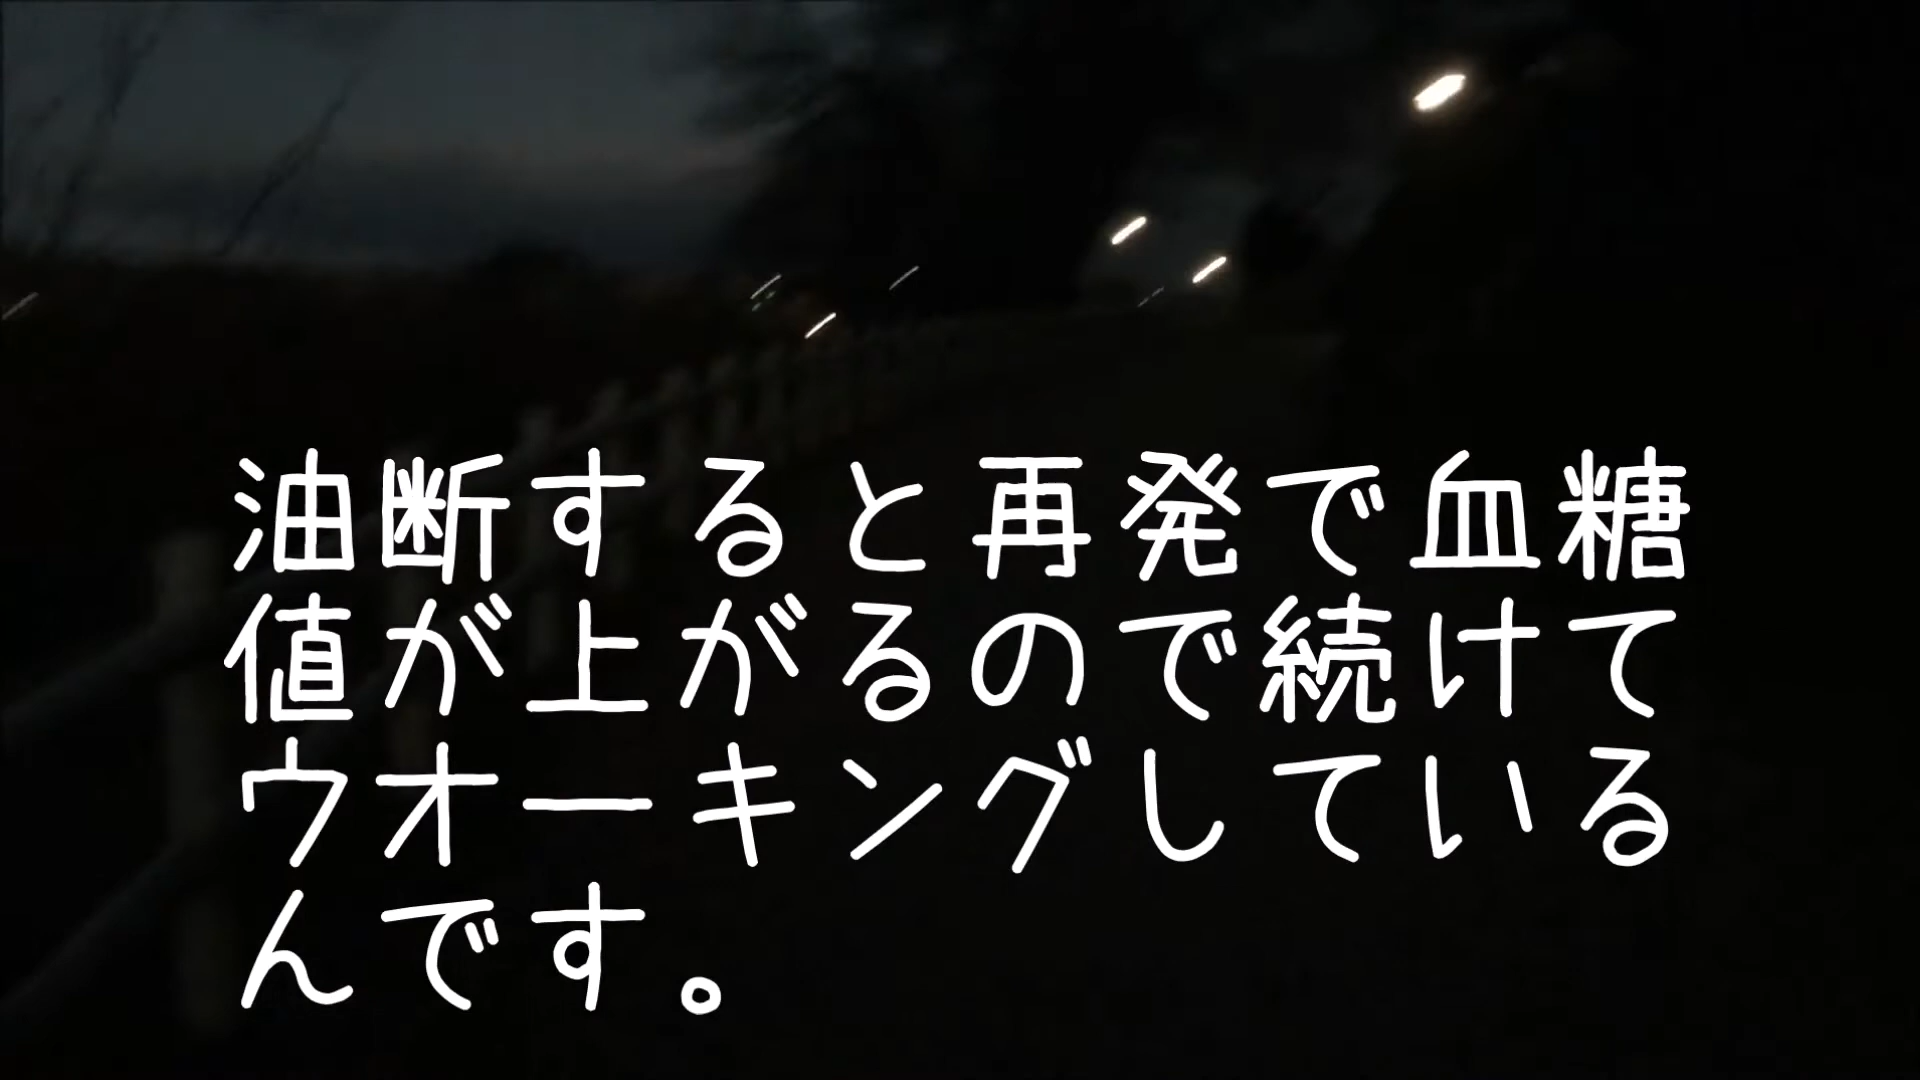 油断すると再発で血糖
値が上がるので続けて
ウオーキングしている
んです。